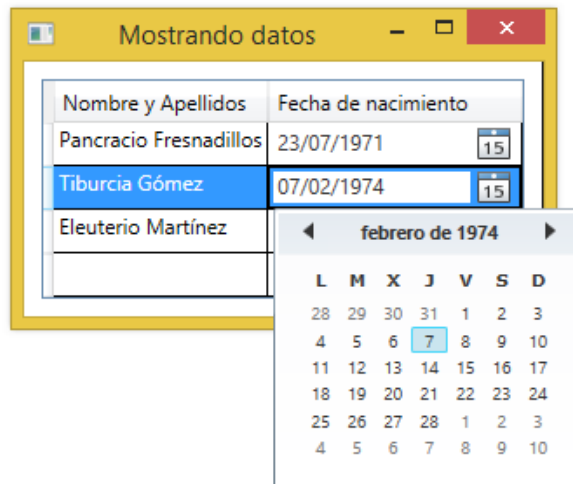 Mostrando datos
Nombre y Apellidos Fecha de nacimiento
Pancracio Fresnadillos 23/07/1971 15
Tiburcia Gómez 07/02/1974 15
Eleuterio Martínez
febrero de 1974
L M X J V S D
28 29 30 31 1 2 3
4 5 6 7 8 9 10
11 12 13 14 15 16 17
18 19 20 21 22 23 24
25 26 27 28 1 2 3
4 5 6 7 8 9 10